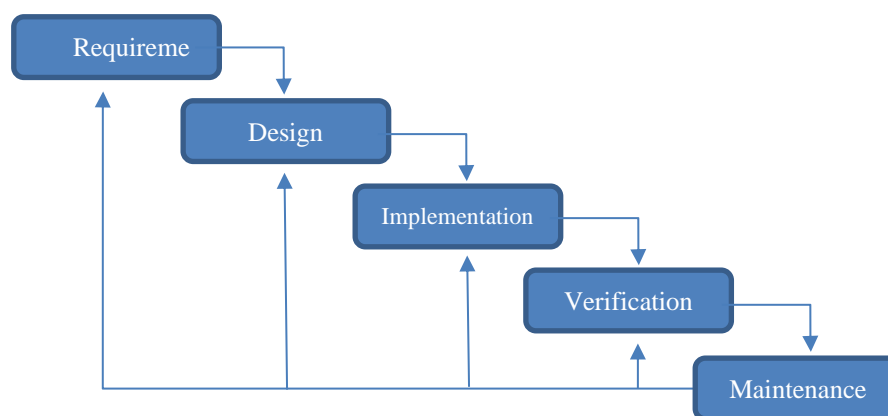 Requireme
Design
Implementation
Verification
Maintenance